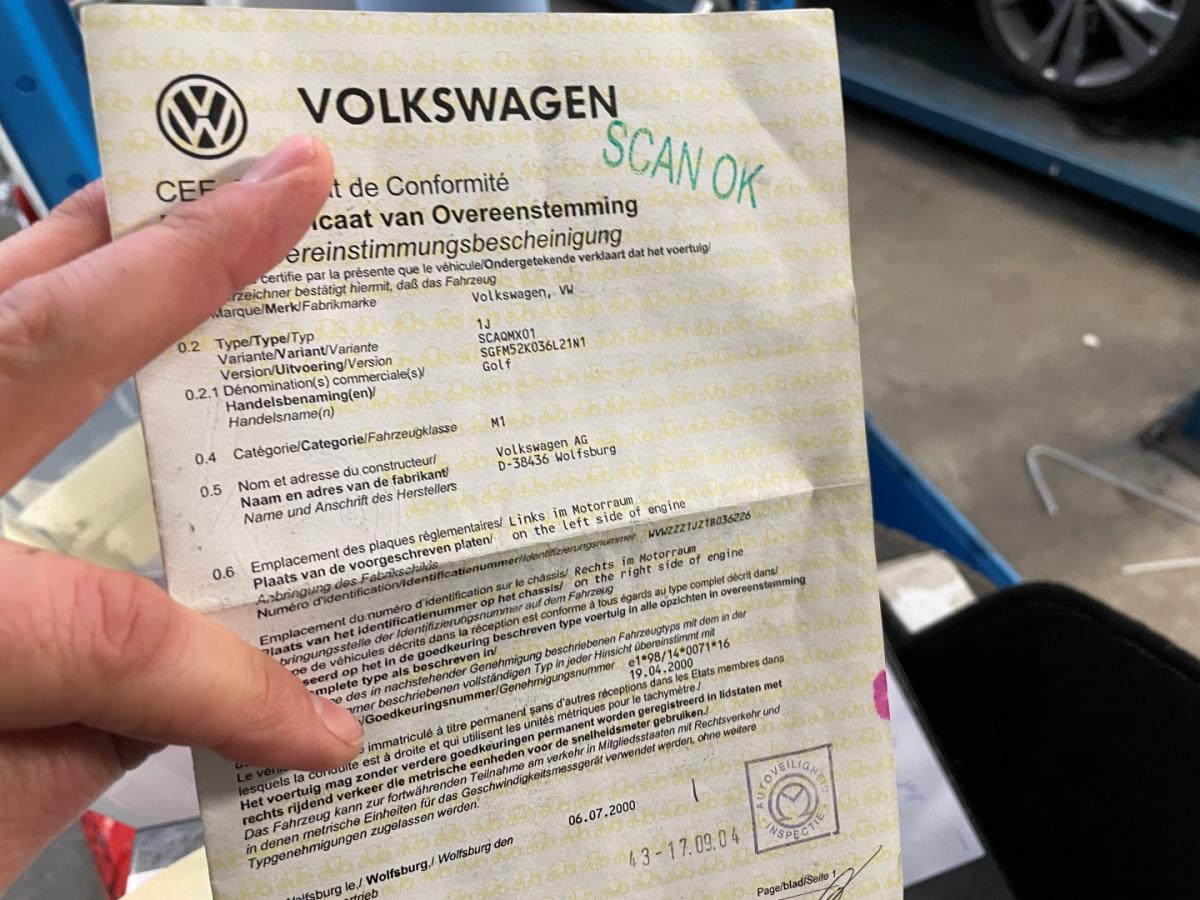 VOLKSWAGEN
SCAN OK
CEE t de Conformité
icaat van Overeenstemming
ereinstimmungsbescheinigung
certifie par la présente que le véhicule/Ondergetekende verklaart dat het voertuig/
erzeichner bestätigt hiermit, daß das Fahrzeug
Marque/Merk/Fabrikmarke Volkswagen, VW
0.2 Type/Type/Typ 1J
Variante/Variant/Variante SCAQMX01
Version/Uitvoering/Version SGFM52K036L21N1
0.2.1 Dénomination(s) commerciale(s)/ Golf
Handelsbenaming(en)/
Handelsname(n)
0.4 Catégorie/Categorie/Fahrzeugklasse M1
0.5 Nom et adresse du constructeur/ Volkswagen AG
Naam en adres van de fabrikant/ D-38436 Wolfsburg
Name und Anschrift des Herstellers
0.6 Emplacement des plaques réglementaires/ Links im Motorraum
Plaats van de voorgeschreven platen/ on the left side of engine
Anbringung des Fabrikschilds
Numéro d'identification/Identificatienummer/Identifizierungsnummer WVWZZZ1JZ1B036226
Emplacement du numéro d'identification sur le châssis/ Rechts im Motorraum
Plaats van het identificatienummer op het chassis/ on the right side of engine
bringungsstelle der Identifizierungsnummer auf dem Fahrzeug
pe de véhicules décrits dans la réception est conforme à tous égards au type complet décrit dans/
seerd op het in de goedkeuring beschreven type voertuig in alle opzichten in overeenstemming
mplete type als beschreven in/
e des in nachstehender Genehmigung beschriebenen Fahrzeugtyps mit dem in der
mmer beschriebenen vollständigen Typ in jeder Hinsicht übereinstimmt mit
/Goedkeuringsnummer/Genehmigungsnummer e1*98/14*0071*16
19.04.2000
immatriculé à titre permanent sans d'autres réceptions dans les Etats membres dans
lesquels la conduite est à droite et qui utilisent les unités métriques pour le tachymètre./
Het voertuig mag zonder verdere goedkeuringen permanent worden geregistreerd in lidstaten met
rechts rijdend verkeer die metrische eenheden voor de snelheidsmeter gebruiken./
Das Fahrzeug kann zur fortwährenden Teilnahme am verkehr in Mitgliedstaaten mit Rechtsverkehr und
in denen metrische Einheiten für das Geschwindigkeitsmessgerät verwendet werden, ohne weitere
Typgenehmigungen zugelassen werden.
AUTOVEILIGHEID
INSPECTIE
lfsburg le,/ Wolfsburg,/ Wolfsburg den 06.07.2000
43-17.09.04
rtrieb
Page/blad/Seite 1